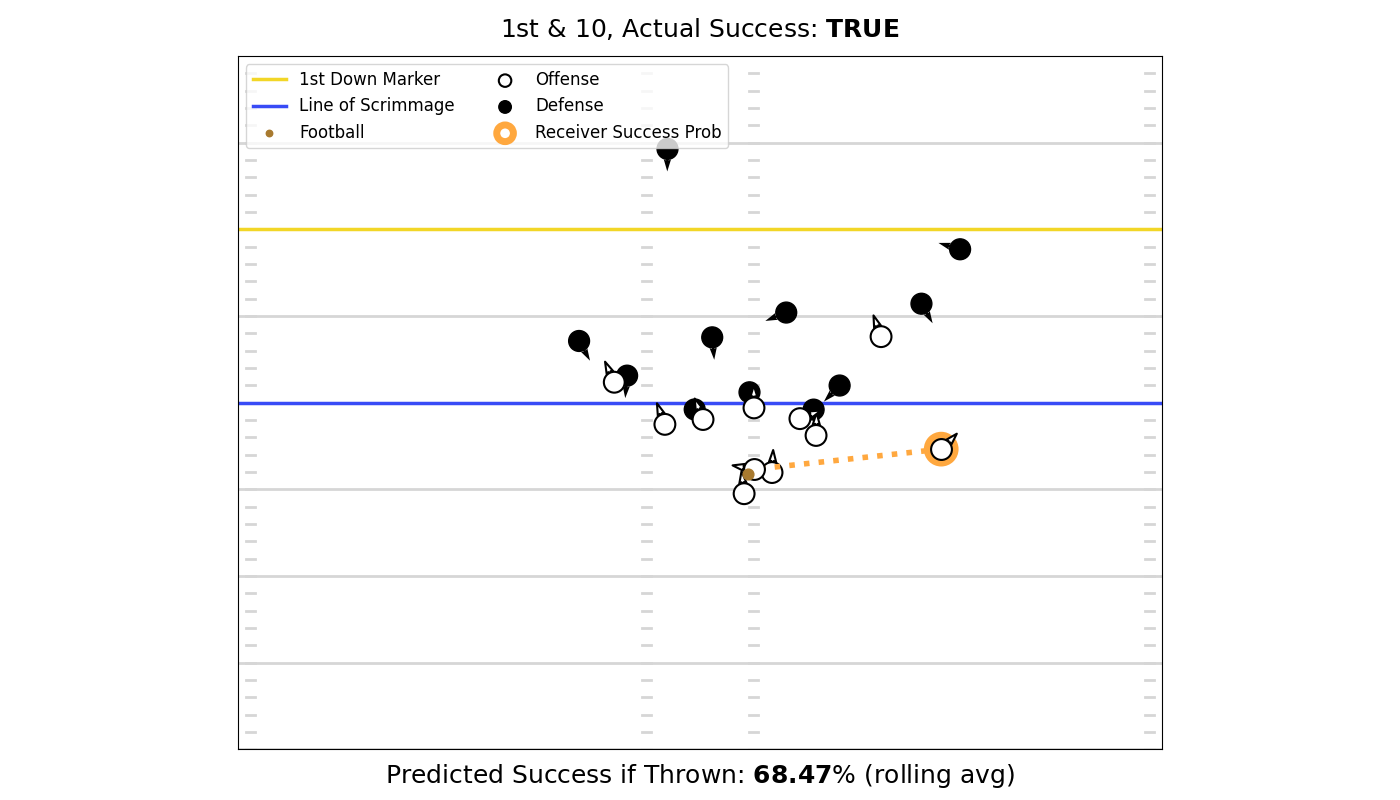 1st & 10, Actual Success: TRUE
1st Down Marker
Line of Scrimmage
Football
Offense
Defense
Receiver Success Prob
Predicted Success if Thrown: 68.47% (rolling avg)